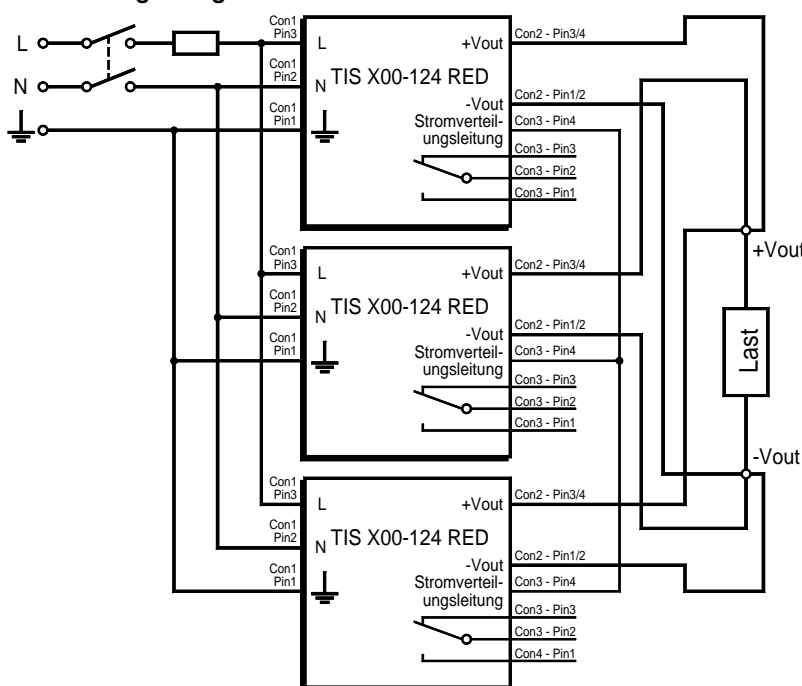 L
N
Con1
Pin3
Con1
Pin2
Con1
Pin1
L
N
TIS X00-124 RED
+Vout
-Vout
Stromverteil-
ungsleitung
Con2 - Pin3/4
Con2 - Pin1/2
Con3 - Pin4
Con3 - Pin3
Con3 - Pin2
Con3 - Pin1
Con1
Pin3
Con1
Pin2
Con1
Pin1
L
N
TIS X00-124 RED
+Vout
-Vout
Stromverteil-
ungsleitung
Con2 - Pin3/4
Con2 - Pin1/2
Con3 - Pin4
Con3 - Pin3
Con3 - Pin2
Con3 - Pin1
Con1
Pin3
Con1
Pin2
Con1
Pin1
L
N
TIS X00-124 RED
+Vout
-Vout
Stromverteil-
ungsleitung
Con2 - Pin3/4
Con2 - Pin1/2
Con3 - Pin4
Con3 - Pin3
Con3 - Pin2
Con4 - Pin1
+Vout
Last
-Vout